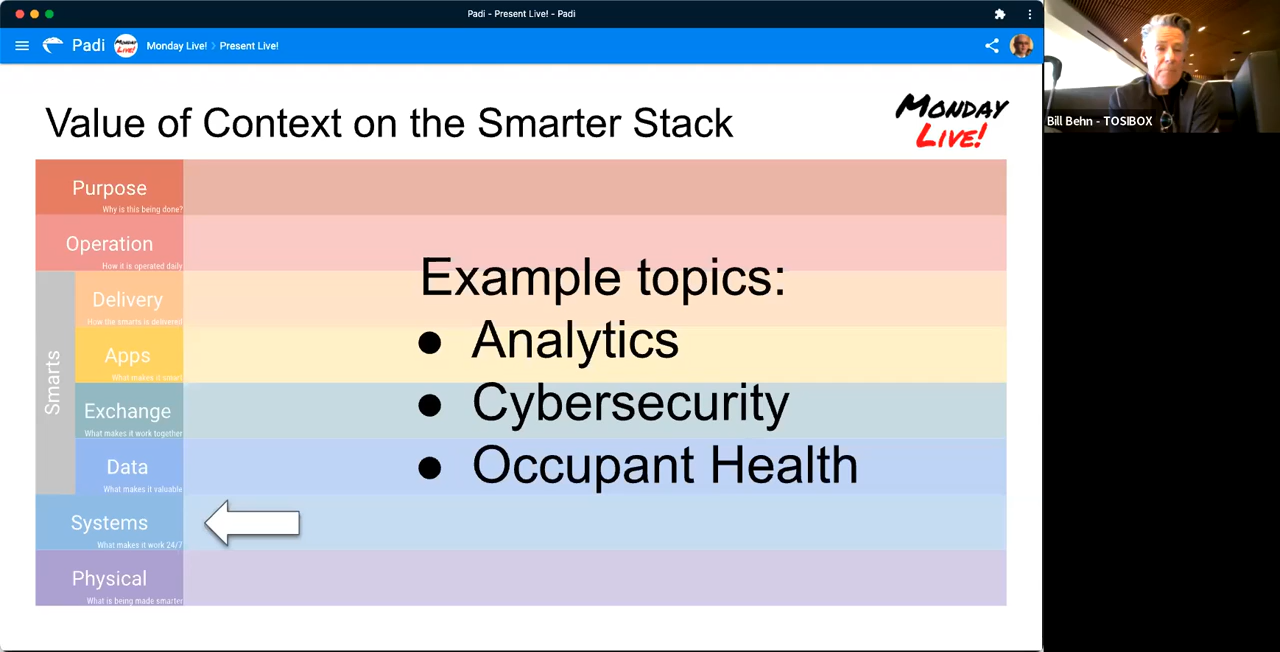 Padi - Present Live! - Padi
Padi
MONDAY LIVE!
Monday Live! > Present Live!
Value of Context on the Smarter Stack
MONDAY
LIVE!
Bill Behn - TOSIBOX
Purpose
Why is this being done?
Operation
How it is operated daily
Smarts
Delivery
How the smarts is delivered
Apps
What makes it smart
Exchange
What makes it work together
Data
What makes it valuable
Systems
What makes it work 24/7
Physical
What is being made smarter
Example topics:
● Analytics
● Cybersecurity
● Occupant Health